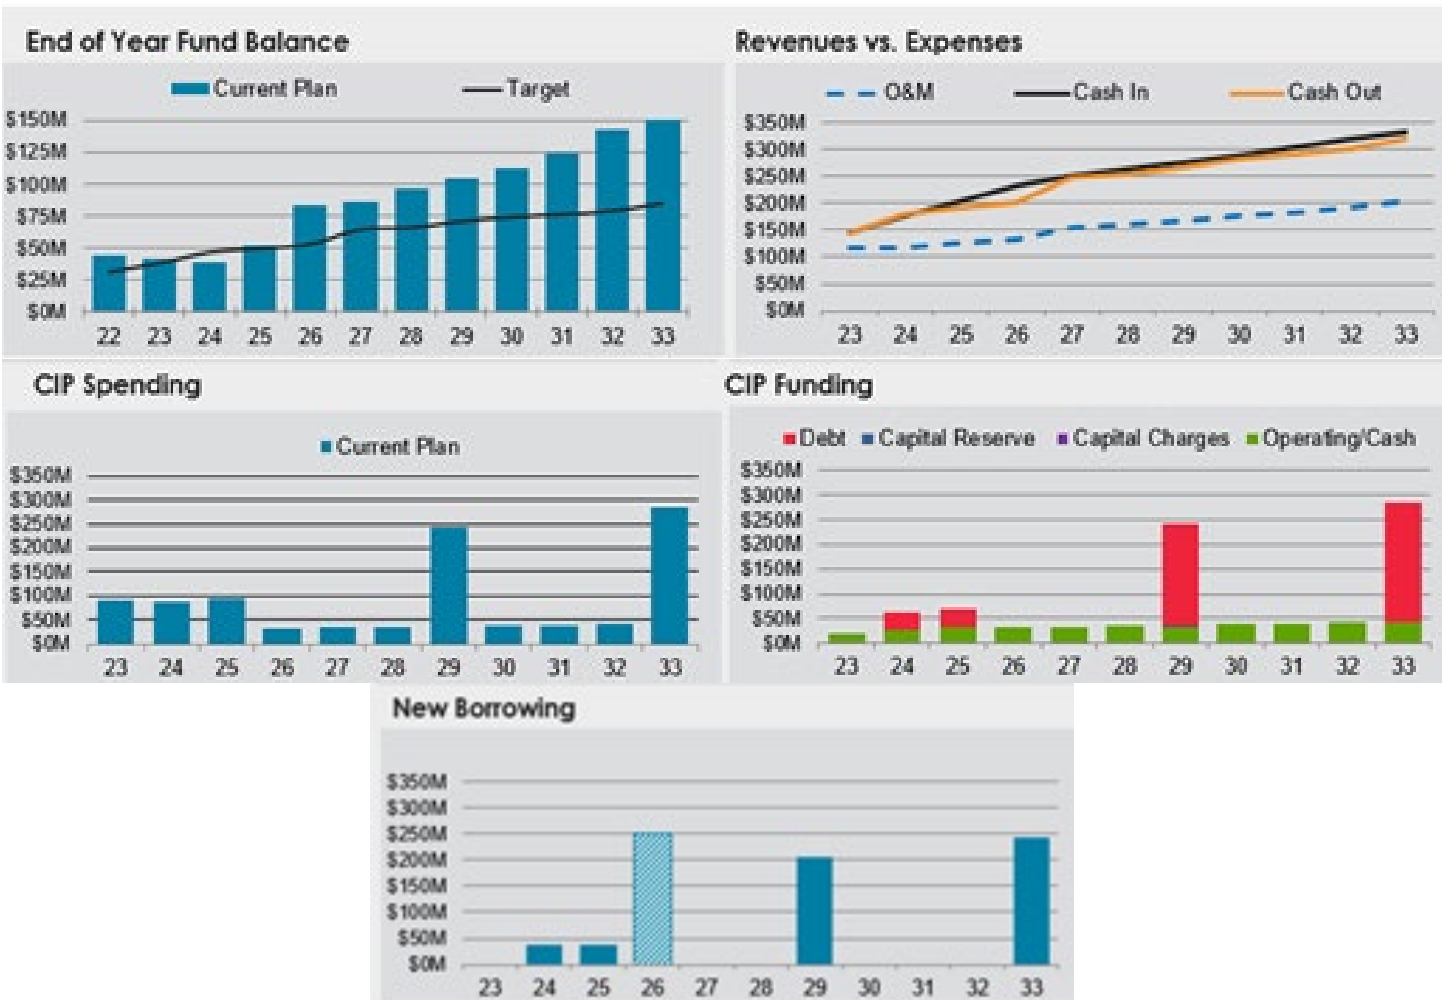 End of Year Fund Balance
Current Plan Target
$150M
$125M
$100M
$75M
$50M
$25M
$0M
22 23 24 25 26 27 28 29 30 31 32 33
Revenues vs. Expenses
O&M Cash In Cash Out
$350M
$300M
$250M
$200M
$150M
$100M
$50M
$0M
23 24 25 26 27 28 29 30 31 32 33
CIP Spending
Current Plan
$350M
$300M
$250M
$200M
$150M
$100M
$50M
$0M
23 24 25 26 27 28 29 30 31 32 33
CIP Funding
Debt Capital Reserve Capital Charges Operating/Cash
$350M
$300M
$250M
$200M
$150M
$100M
$50M
$0M
23 24 25 26 27 28 29 30 31 32 33
New Borrowing
$350M
$300M
$250M
$200M
$150M
$100M
$50M
$0M
23 24 25 26 27 28 29 30 31 32 33